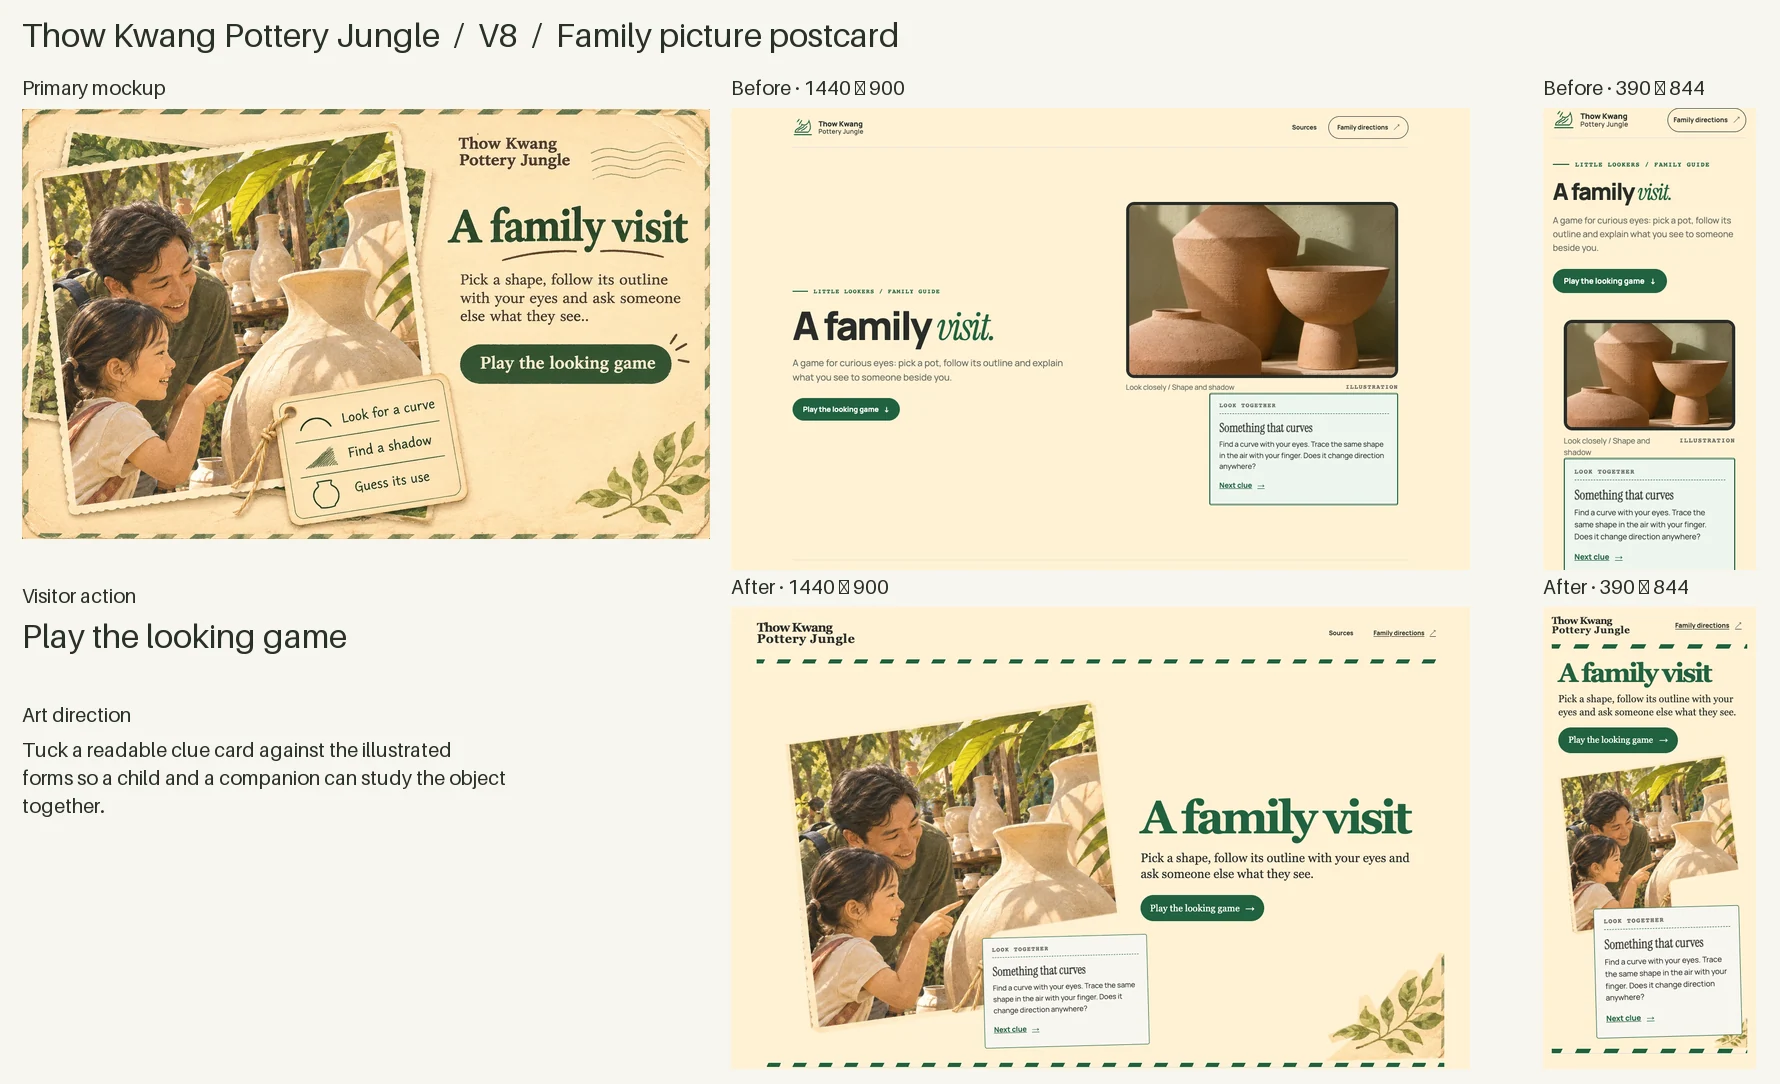 Thow Kwang Pottery Jungle / V8 / Family picture postcard
Primary mockup
Thow Kwang
Pottery Jungle
A family visit
Pick a shape, follow its outline
with your eyes and ask someone
else what they see..
Play the looking game
Look for a curve
Find a shadow
Guess its use
Visitor action
Play the looking game
Art direction
Tuck a readable clue card against the illustrated
forms so a child and a companion can study the object
together.
Before · 1440 900
Thow Kwang
Pottery Jungle
Sources
Family directions ↗
LITTLE LOOKERS / FAMILY GUIDE
A family visit.
A game for curious eyes: pick a pot, follow its outline and explain
what you see to someone beside you.
Play the looking game ↓
Look closely / Shape and shadow
ILLUSTRATION
LOOK TOGETHER
Something that curves
Find a curve with your eyes. Trace the same shape
in the air with your finger. Does it change direction
anywhere?
Next clue →
Before · 390 844
Thow Kwang
Pottery Jungle
Family directions ↗
LITTLE LOOKERS / FAMILY GUIDE
A family visit.
A game for curious eyes: pick a pot, follow its
outline and explain what you see to someone
beside you.
Play the looking game ↓
Look closely / Shape and
shadow
ILLUSTRATION
LOOK TOGETHER
Something that curves
Find a curve with your eyes. Trace the
same shape in the air with your finger.
Does it change direction anywhere?
Next clue →
After · 1440 900
Thow Kwang
Pottery Jungle
Sources
Family directions ↗
A family visit
Pick a shape, follow its outline with your eyes and
ask someone else what they see.
Play the looking game →
LOOK TOGETHER
Something that curves
Find a curve with your eyes. Trace the same
shape in the air with your finger. Does it
change direction anywhere?
Next clue →
After · 390 844
Thow Kwang
Pottery Jungle
Family directions ↗
A family visit
Pick a shape, follow its outline with your
eyes and ask someone else what they see.
Play the looking game →
LOOK TOGETHER
Something that curves
Find a curve with your eyes. Trace
the same shape in the air with your
finger. Does it change direction
anywhere?
Next clue →